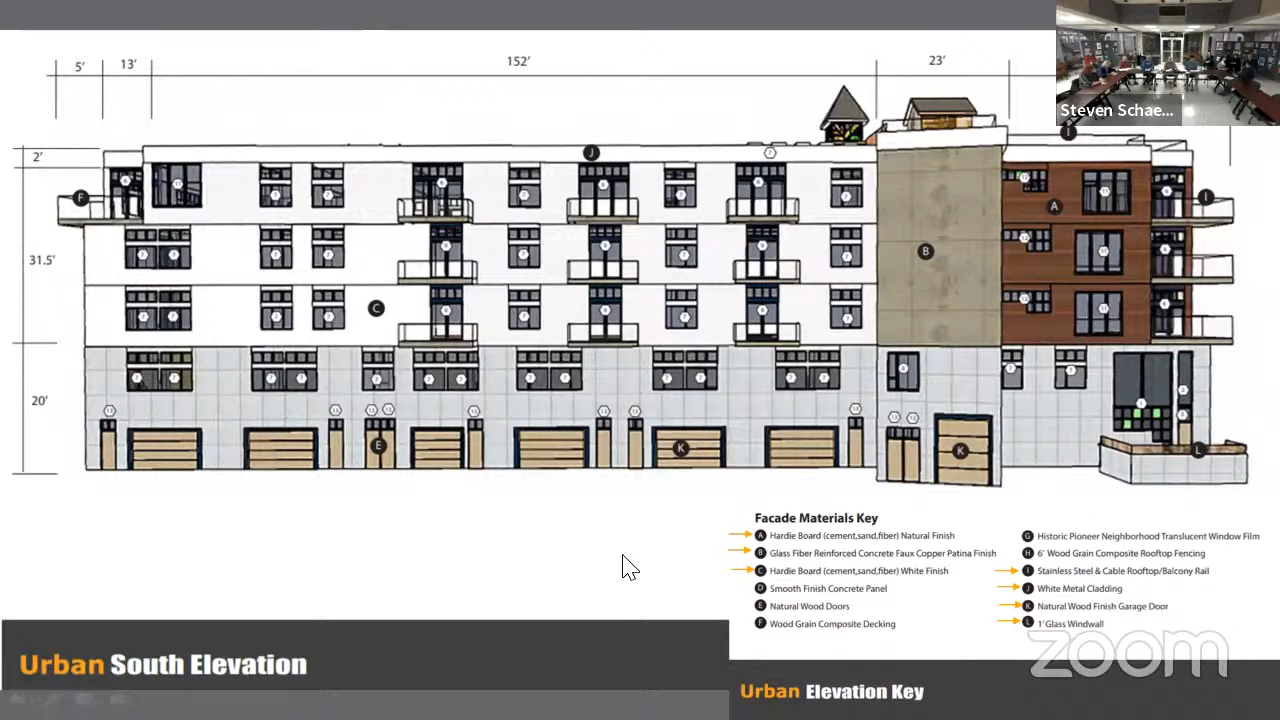 5’
13’
152’
23’
Steven Schae...
2’
31.5’
20’
J
I
F
I
A
B
C
E
K
K
L
Facade Materials Key
A Hardie Board (cement,sand,fiber) Natural Finish
B Glass Fiber Reinforced Concrete Faux Copper Patina Finish
C Hardie Board (cement,sand,fiber) White Finish
D Smooth Finish Concrete Panel
E Natural Wood Doors
F Wood Grain Composite Decking
G Historic Pioneer Neighborhood Translucent Window Film
H 6’ Wood Grain Composite Rooftop Fencing
I Stainless Steel & Cable Rooftop/Balcony Rail
J White Metal Cladding
K Natural Wood Finish Garage Door
L 1’ Glass Windwall
zoom
Urban South Elevation
Urban Elevation Key